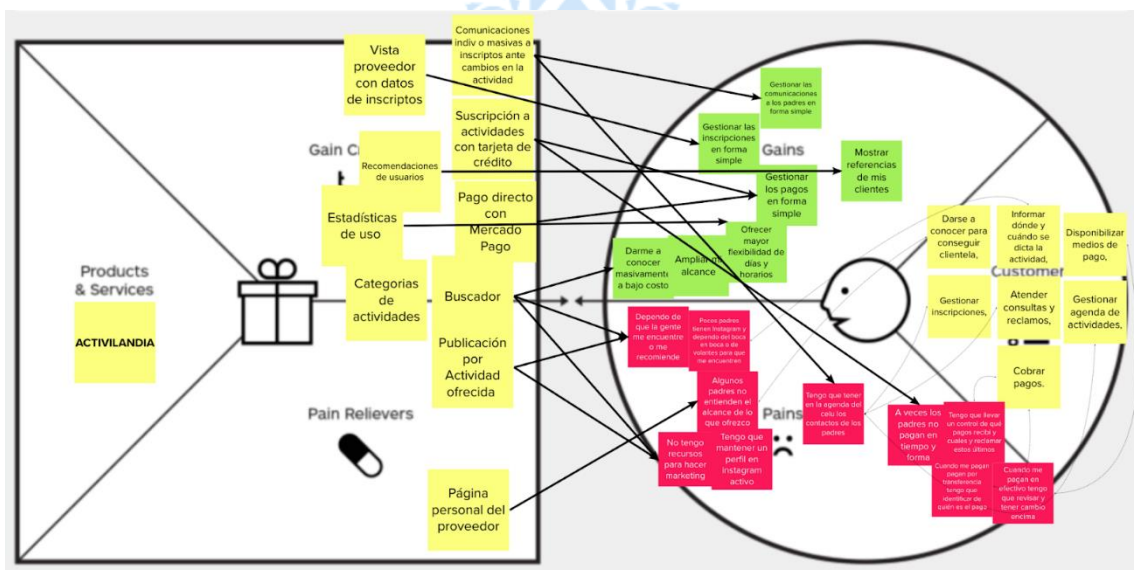 Vista
proveedor
con datos
de inscriptos
Comunicaciones
indiv o masivas a
inscriptos ante
cambios en la
actividad
Suscripción a
actividades
con tarjeta de
crédito
Gain
Recomendaciones
de usuarios
Estadísticas
de uso
Pago directo
con
Mercado
Pago
Categorias
de
actividades
Buscador
Publicación
por
Actividad
ofrecida
Products
& Services
ACTIVILANDIA
Pain Relievers
Página
personal del
proveedor
Gestionar las
comunicaciones
a los padres en
forma simple
Gestionar las
inscripciones
en forma
simple
Gains
Mostrar
referencias
de mis
clientes
Gestionar
los pagos
en forma
simple
Ofrecer
mayor
flexibilidad de
días y
horarios
Darme a
conocer
masivamente
a bajo costo
Ampliar mi
alcance
Dependo de
que la gente
me encuentre
o me
recomiende
Pocos padres
tienen Instagram y
dependo del boca
en boca o de
volantes para que
me encuentren
Algunos
padres no
entienden el
alcance de lo
que ofrezco
No tengo
recursos
para hacer
marketing
Tengo que
mantener un
perfil en
instagram
activo
Tengo que tener
en la agenda del
celu los
contactos de los
padres
Pains
A veces los
padres no
pagan en
tiempo y
forma
Tengo que llevar
un control de qué
pagos recibí y
cuales y reclamar
estos últimos
Cuando me
pagan por
transferencia
tengo que
identificar de
quién es el pago
Cuando me
pagan en
efectivo tengo
que revisar y
tener cambio
encima
Darse a
conocer para
conseguir
clientela,
Informar
dónde y
cuándo se
dicta la
actividad,
Disponibilizar
medios de
pago,
Customer
Gestionar
inscripciones,
Atender
consultas y
reclamos,
Gestionar
agenda de
actividades,
Cobrar
pagos.